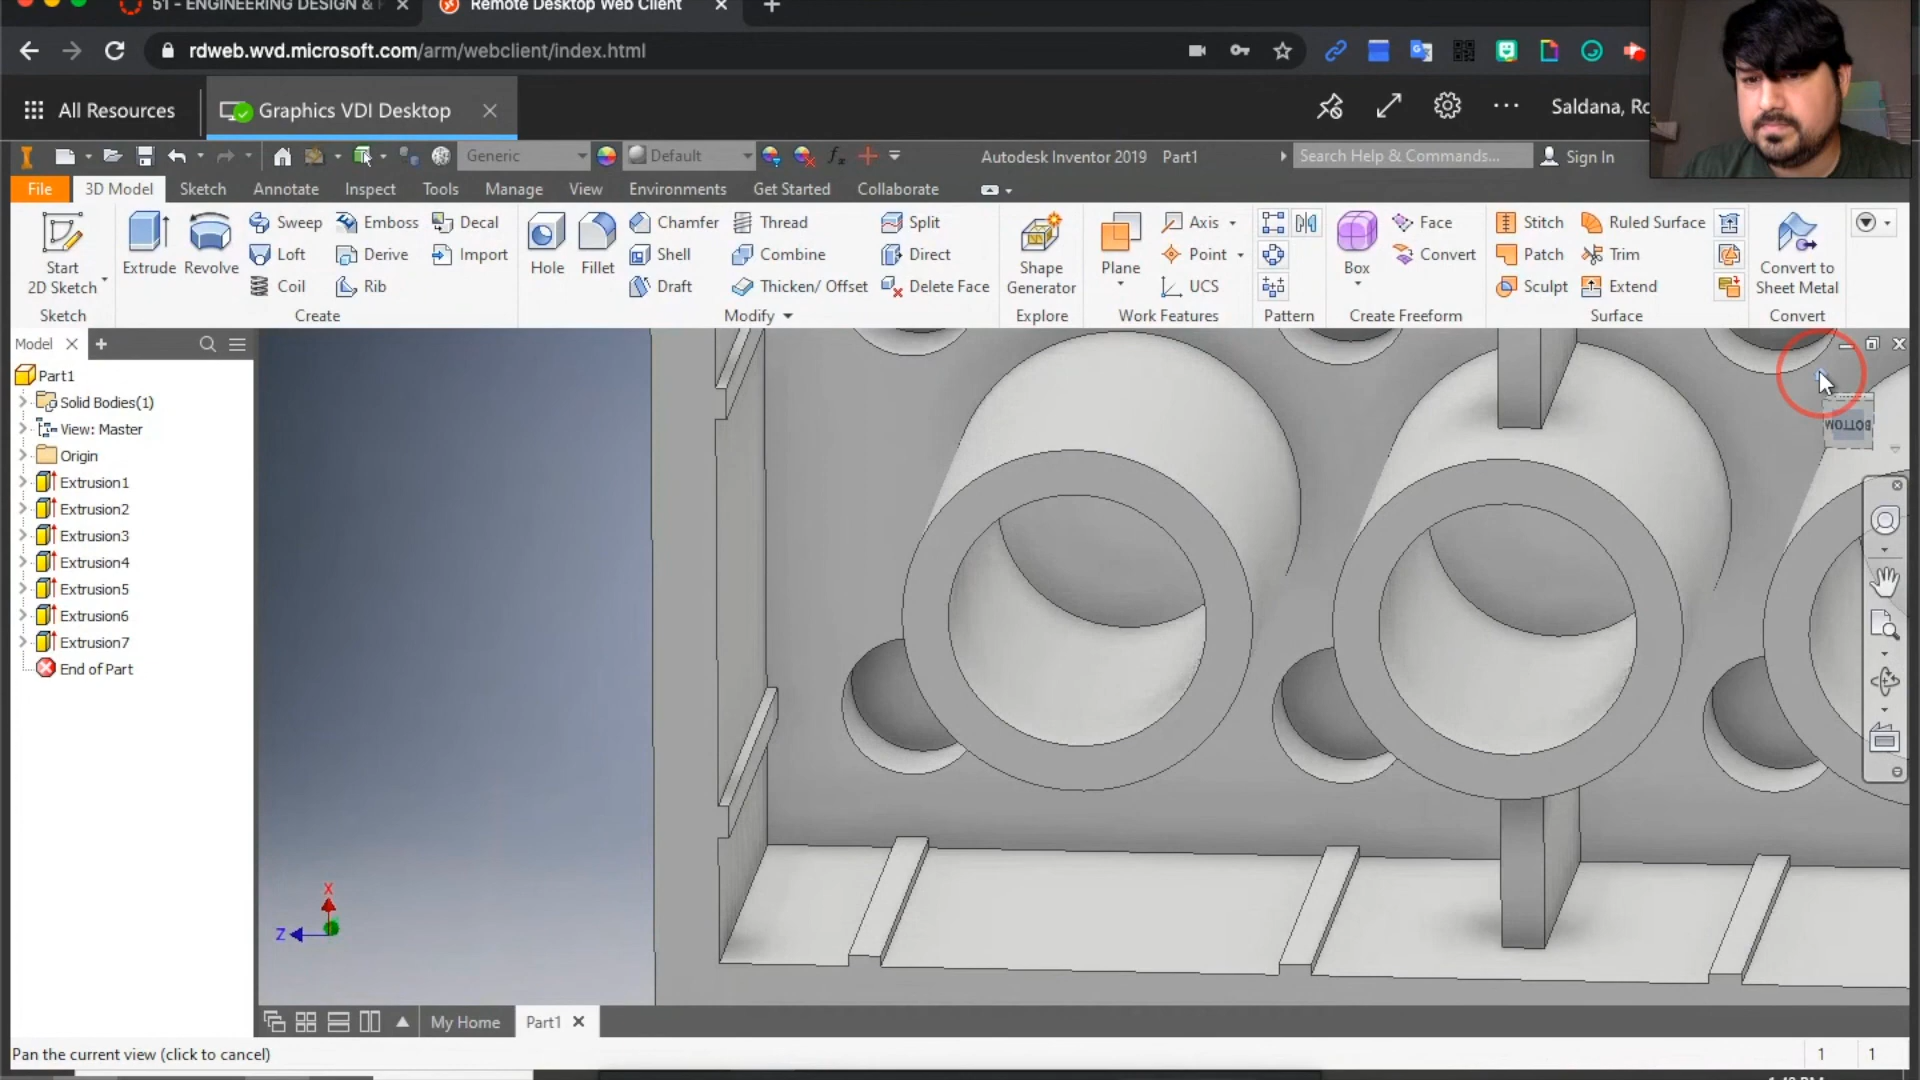 51 - ENGINEERING DESIGN &
Remote Desktop Web Client
rdweb.wvd.microsoft.com/arm/webclient/index.html
All Resources
Graphics VDI Desktop
Saldana,
Generic
Default
Autodesk Inventor 2019 Part1
Search Help & Commands...
Sign In
File 3D Model Sketch Annotate Inspect Tools Manage View Environments Get Started Collaborate
Start
2D Sketch
Extrude Revolve
Sweep Emboss Decal
Loft Derive Import
Coil Rib
Hole Fillet
Chamfer Thread Split
Shell Combine Direct
Draft Thicken/ Offset Delete Face
Shape
Generator
Plane
Axis
Point
UCS
Box
Face
Convert
Stitch Ruled Surface
Patch Trim
Sculpt Extend
Convert to
Sheet Metal
Sketch Create Modify Explore Work Features Pattern Create Freeform Surface Convert
Model
Part1
Solid Bodies(1)
View: Master
Origin
Extrusion1
Extrusion2
Extrusion3
Extrusion4
Extrusion5
Extrusion6
Extrusion7
End of Part
BOTTOM
X
Z
My Home Part1
Pan the current view (click to cancel)
1 1